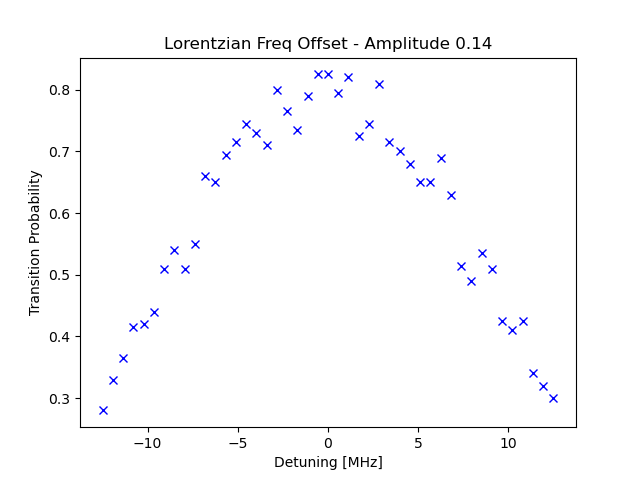 Lorentzian Freq Offset - Amplitude 0.14
Transition Probability
0.8
0.7
0.6
0.5
0.4
0.3
−10 −5 0 5 10
Detuning [MHz]